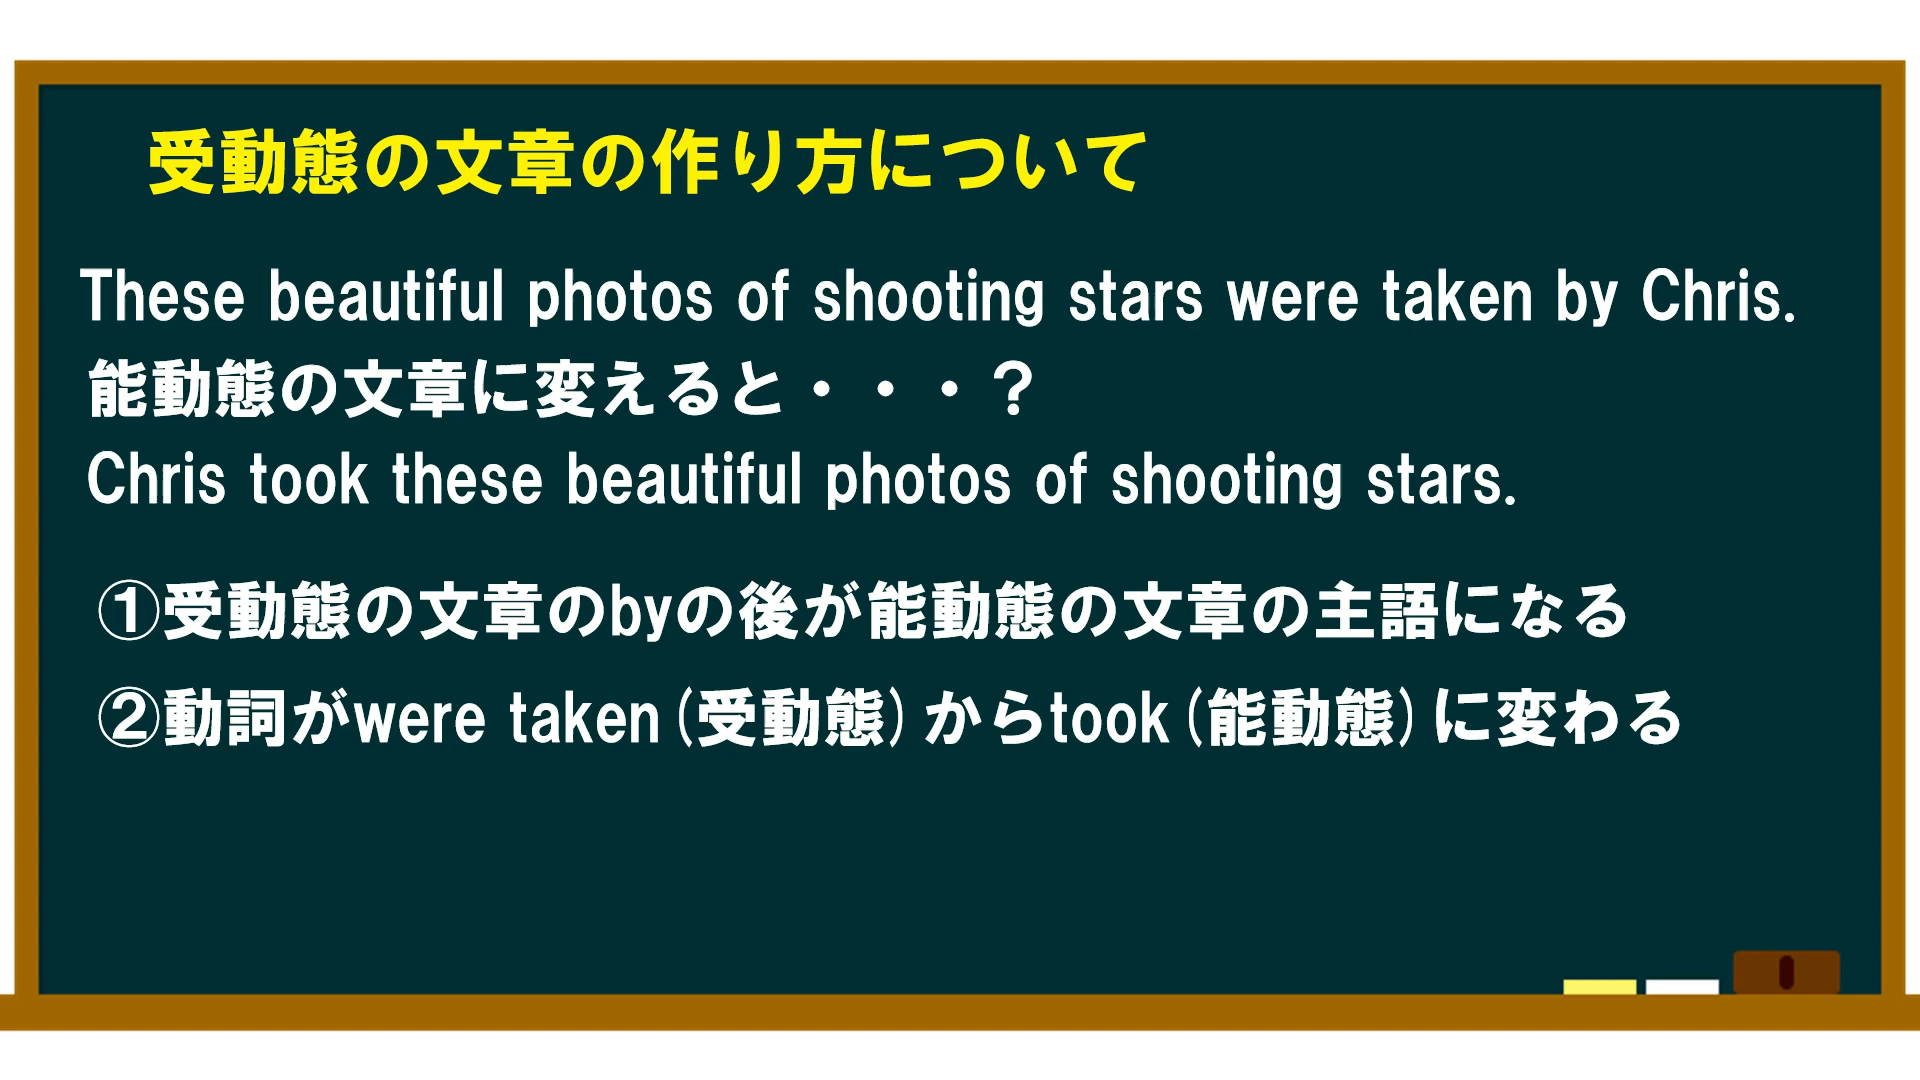 受動態の文章の作り方について
These beautiful photos of shooting stars were taken by Chris.
能動態の文章に変えると・・・？
Chris took these beautiful photos of shooting stars.
①受動態の文章のbyの後が能動態の文章の主語になる
②動詞がwere taken(受動態)からtook(能動態)に変わる